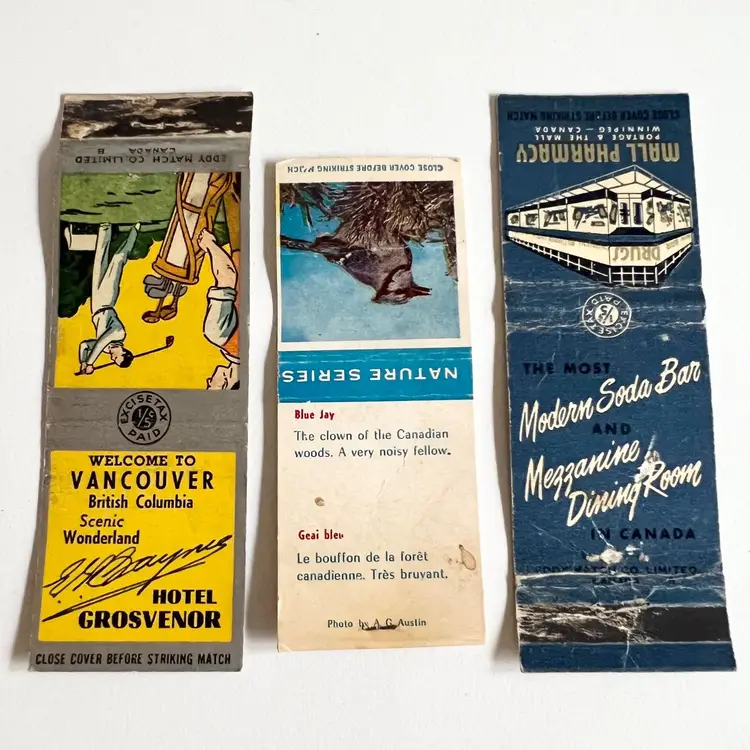 EDDY MATCH CO. LIMITED
CANADA
B
EXCISE TAX
1/5¢
PAID
WELCOME TO
VANCOUVER
British Columbia
Scenic
Wonderland
HOTEL
GROSVENOR
CLOSE COVER BEFORE STRIKING MATCH
CLOSE COVER BEFORE STRIKING MATCH
NATURE SERIES
Blue Jay
The clown of the Canadian
woods. A very noisy fellow.
Geai bleu
Le bouffon de la forêt
canadienne. Très bruyant.
Photo by A. G. Austin
CLOSE COVER BEFORE STRIKING MATCH
PORTAGE & THE MALL
WINNIPEG — CANADA
MALL PHARMACY
DRUGS
EXCISE TAX
PAID
THE MOST
Modern Soda Bar
AND
Mezzanine
Dining Room
IN CANADA
EDDY MATCH CO. LIMITED
CANADA